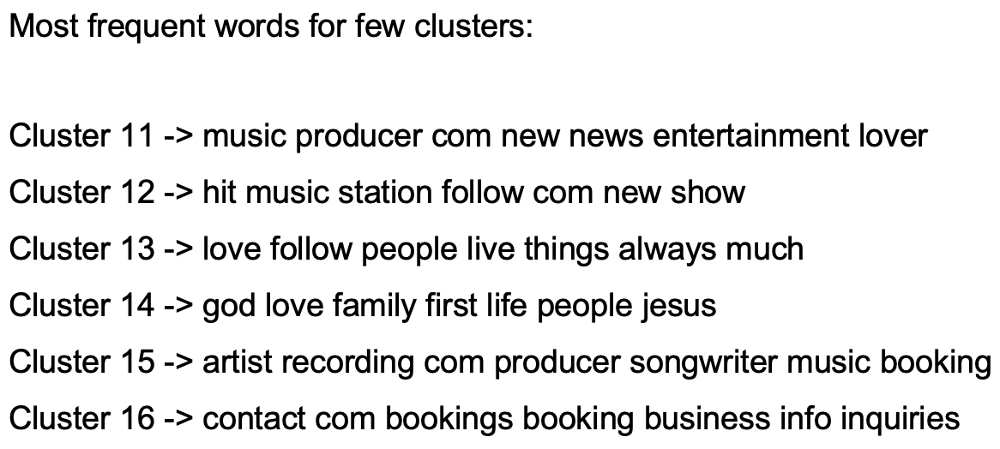 Most frequent words for few clusters:
Cluster 11 -> music producer com new news entertainment lover
Cluster 12 -> hit music station follow com new show
Cluster 13 -> love follow people live things always much
Cluster 14 -> god love family first life people jesus
Cluster 15 -> artist recording com producer songwriter music booking
Cluster 16 -> contact com bookings booking business info inquiries